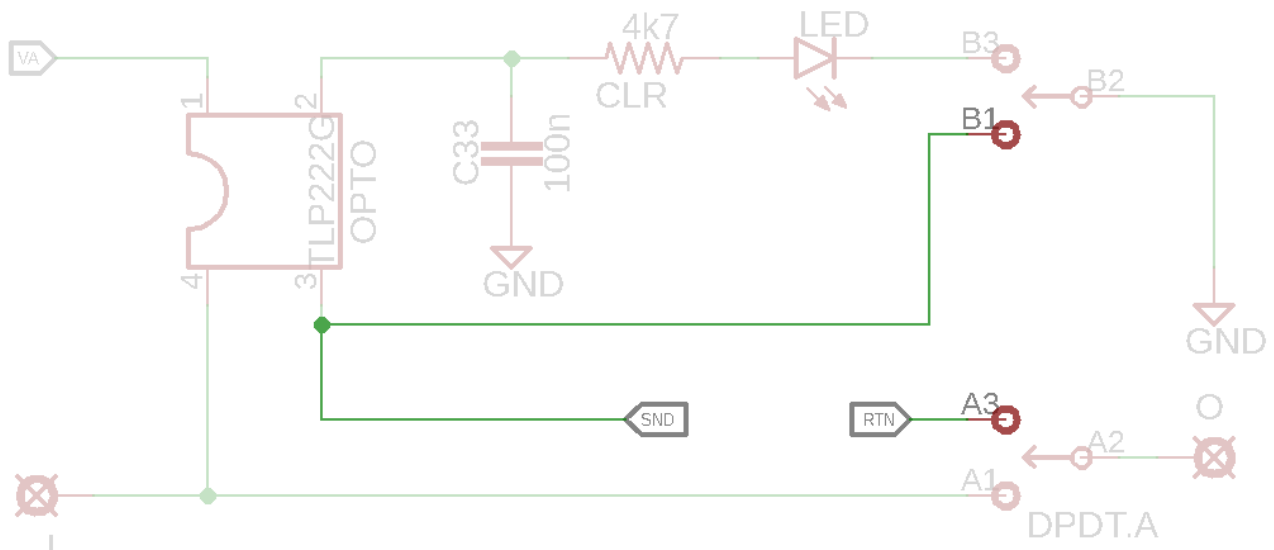 4k7
LED
VA
B3
B2
CLR
1
2
B1
TLP222G
OPTO
C33
100n
GND
4
3
GND
SND
RTN
A3
O
A2
A1
DPDT.A
I